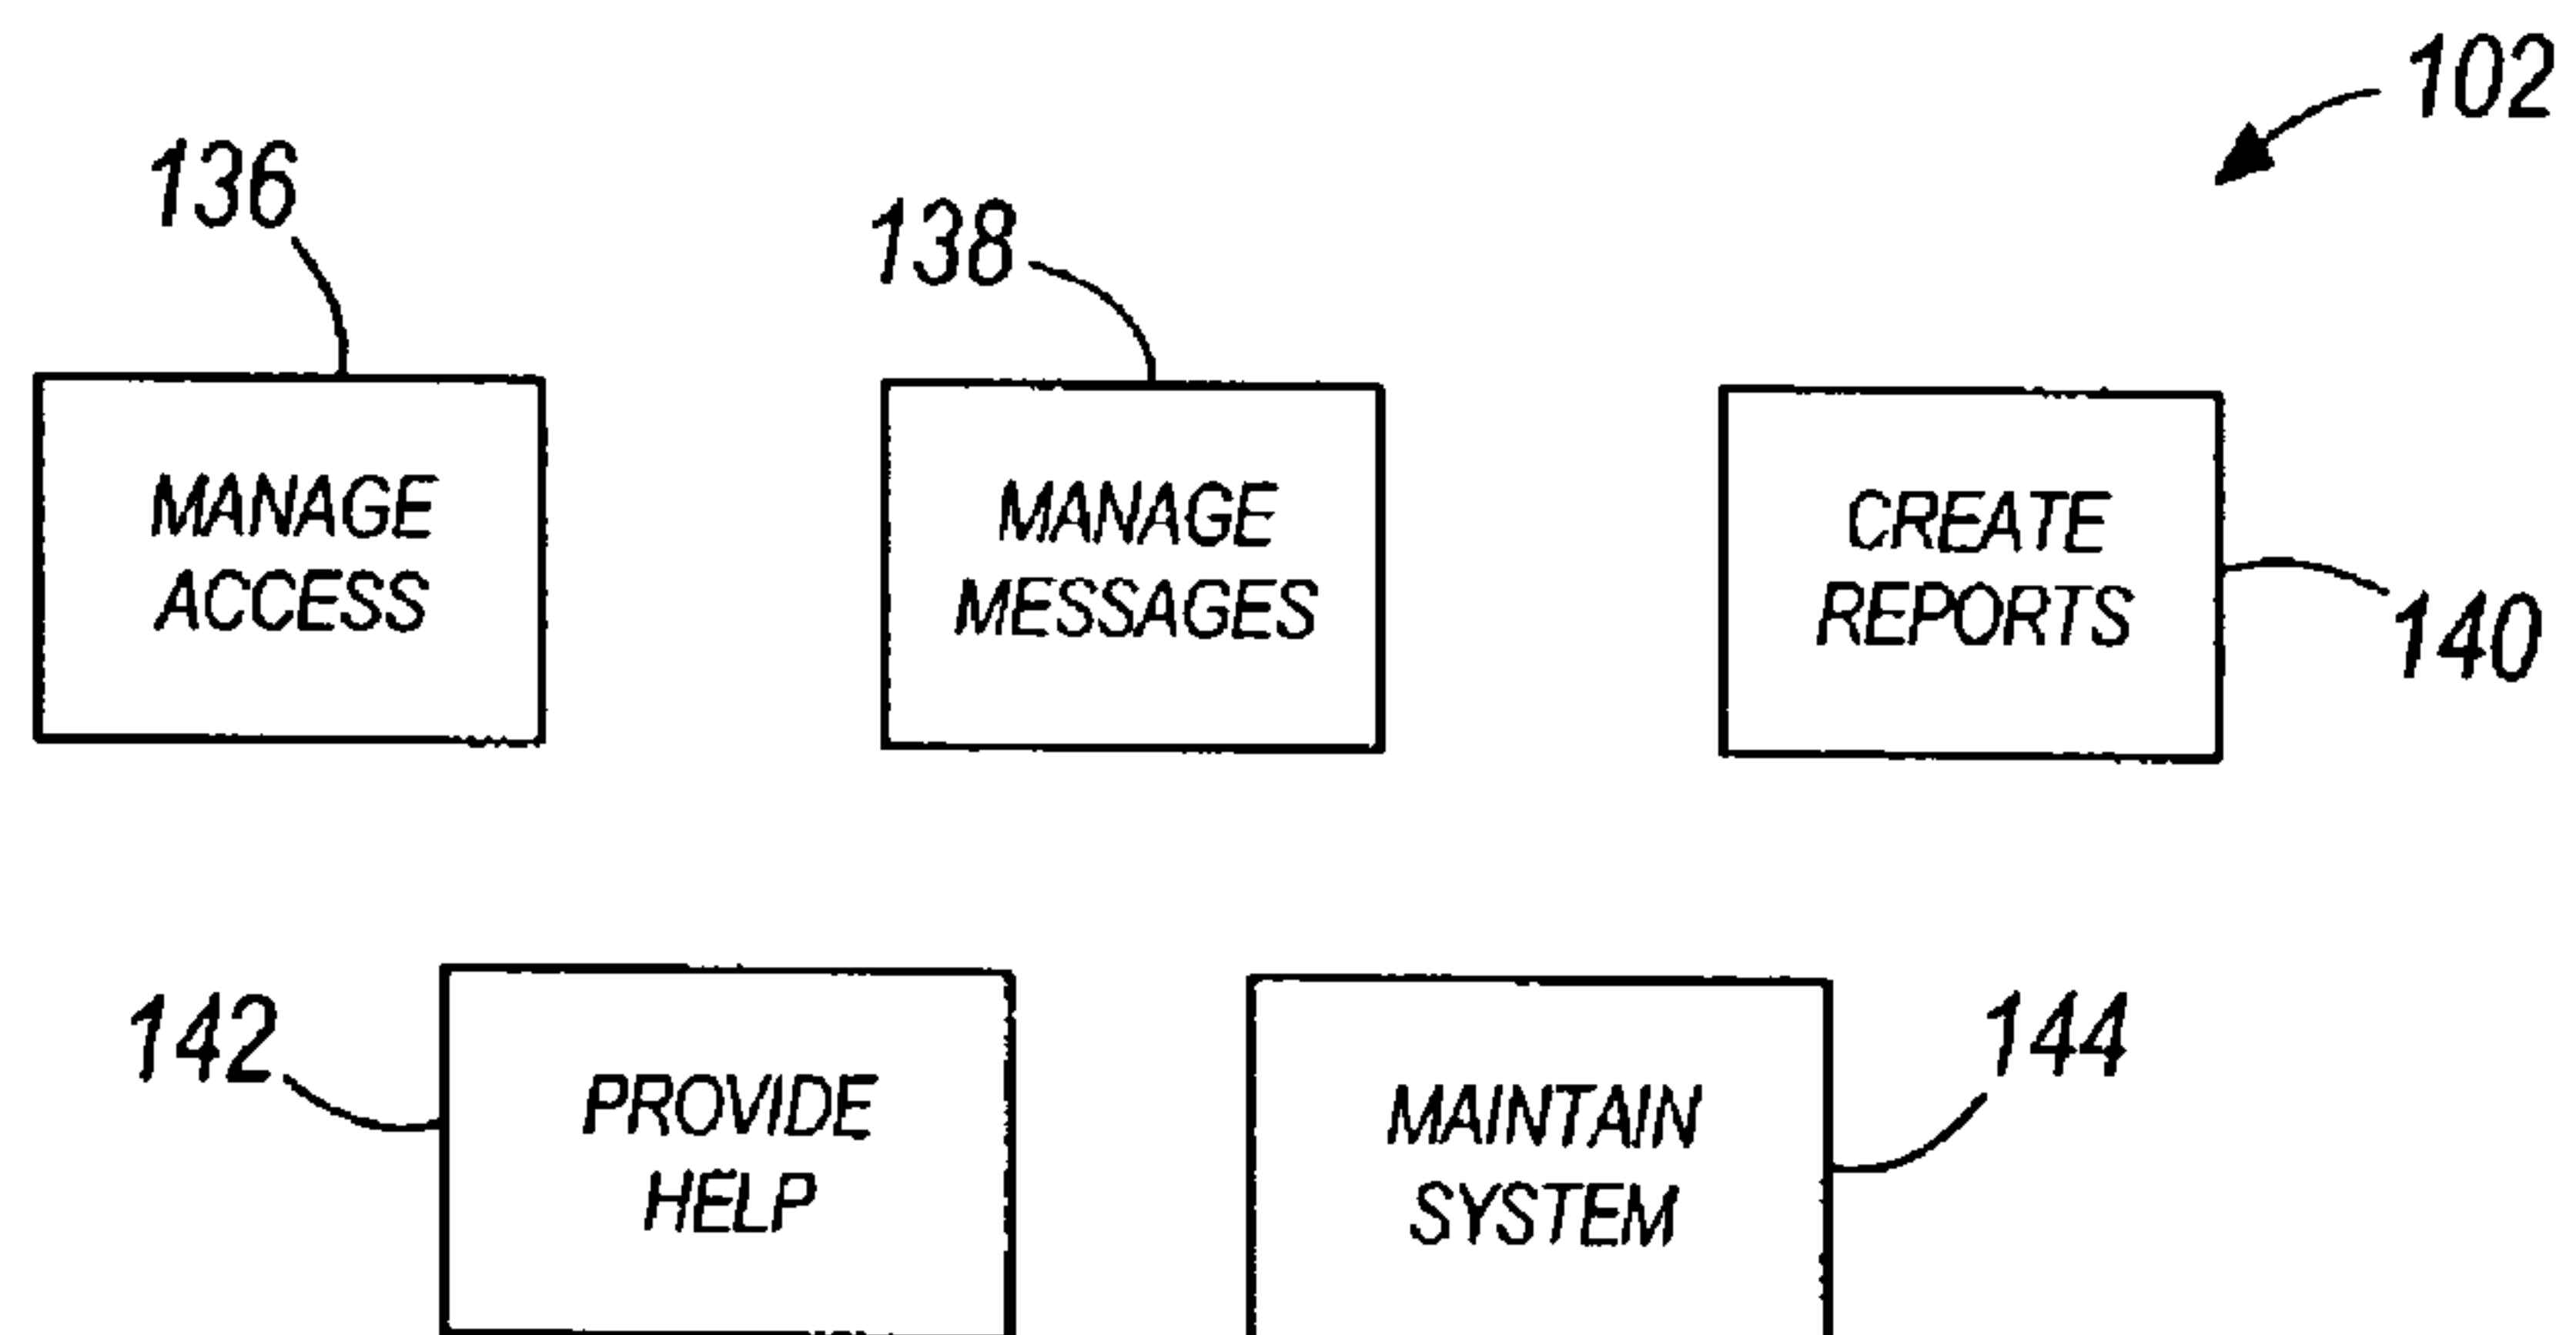 102
136
138
MANAGE
ACCESS
MANAGE
MESSAGES
CREATE
REPORTS
140
142
PROVIDE
HELP
MAINTAIN
SYSTEM
144